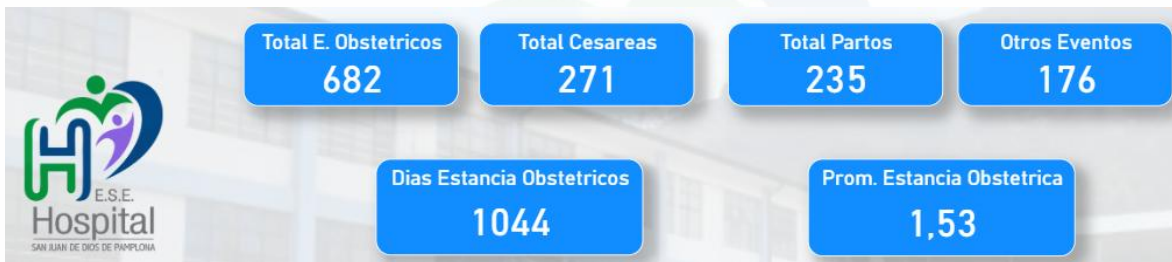 Total E. Obstetricos
682
Total Cesareas
271
Total Partos
235
Otros Eventos
176
E.S.E.
Hospital
SAN JUAN DE DIOS DE PAMPLONA
Dias Estancia Obstetricos
1044
Prom. Estancia Obstetrica
1,53